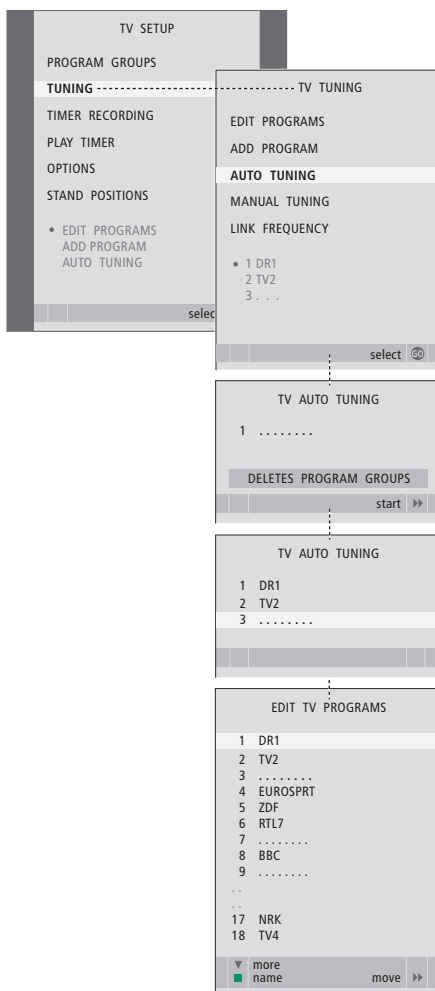 TV SETUP
PROGRAM GROUPS
TUNING
TIMER RECORDING
PLAY TIMER
OPTIONS
STAND POSITIONS
• EDIT PROGRAMS
ADD PROGRAM
AUTO TUNING
selec
TV TUNING
EDIT PROGRAMS
ADD PROGRAM
AUTO TUNING
MANUAL TUNING
LINK FREQUENCY
• 1 DR1
2 TV2
3 . . .
select GO
TV AUTO TUNING
1 ........
DELETES PROGRAM GROUPS
start
TV AUTO TUNING
1 DR1
2 TV2
3 ........
EDIT TV PROGRAMS
1 DR1
2 TV2
3 ........
4 EUROSPRT
5 ZDF
6 RTL7
7 ........
8 BBC
9 ........
. .
. .
17 NRK
18 TV4
more
name move